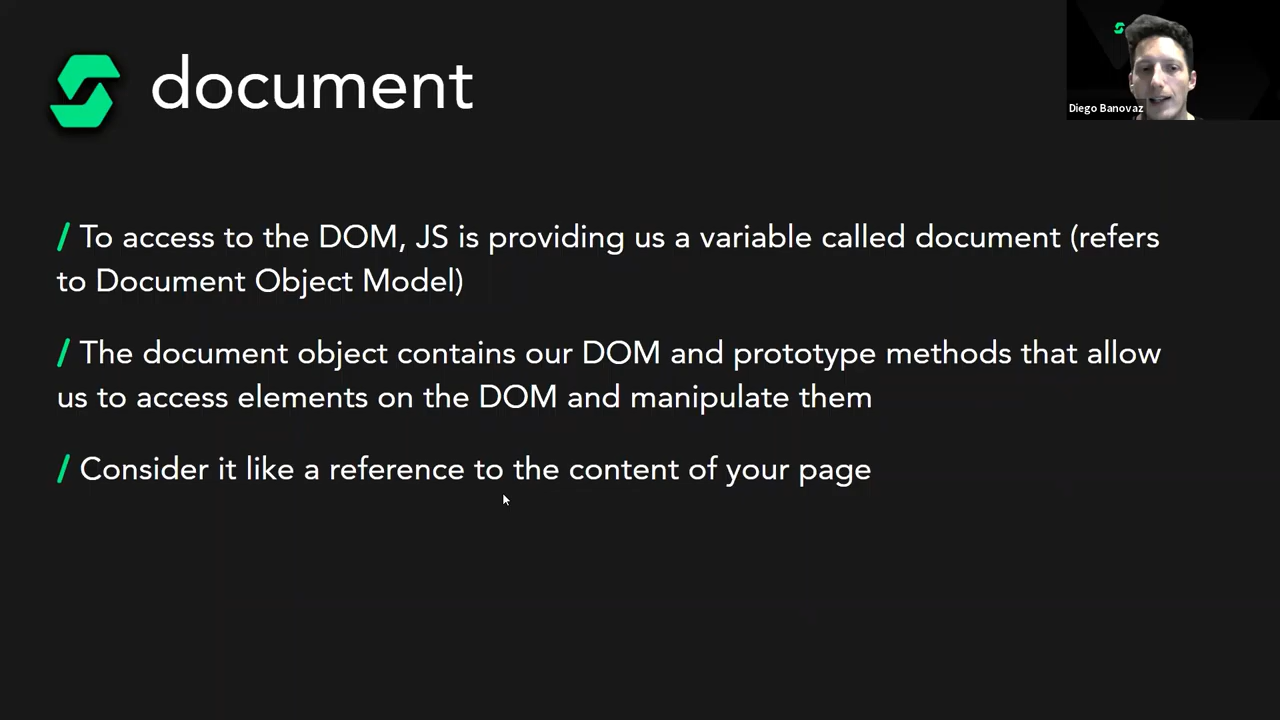 document
Diego Banovaz
/ To access to the DOM, JS is providing us a variable called document (refers
to Document Object Model)
/ The document object contains our DOM and prototype methods that allow
us to access elements on the DOM and manipulate them
/ Consider it like a reference to the content of your page